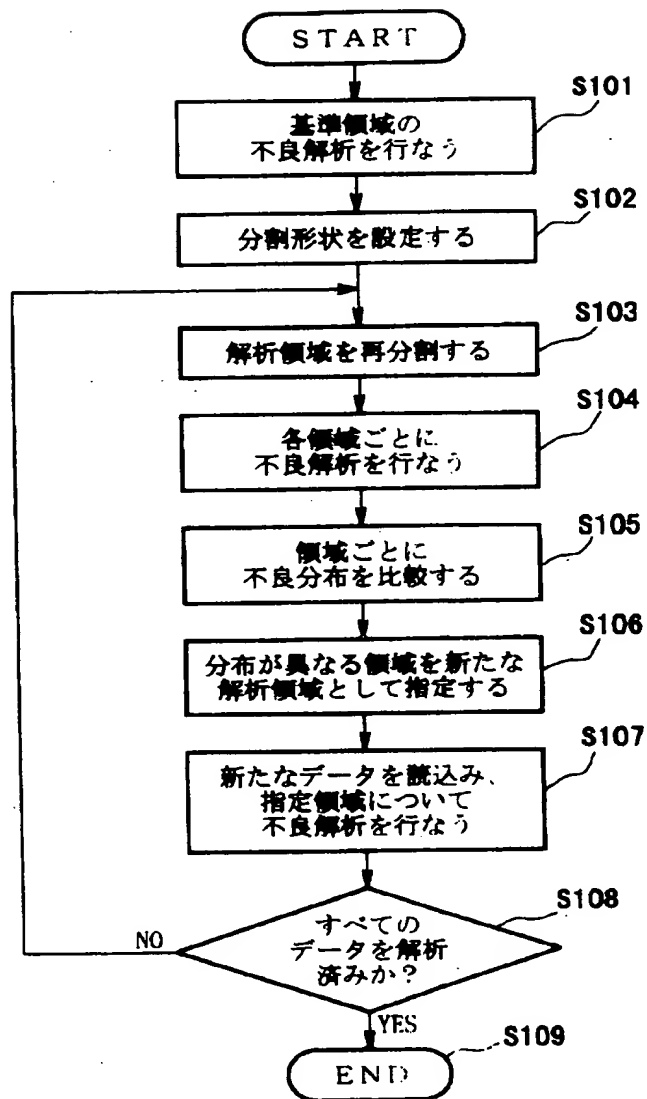 START
S101
基準領域の
不良解析を行なう
S102
分割形状を設定する
S103
解析領域を再分割する
S104
各領域ごとに
不良解析を行なう
S105
領域ごとに
不良分布を比較する
S106
分布が異なる領域を新たな
解析領域として指定する
S107
新たなデータを読込み、
指定領域について
不良解析を行なう
S108
すべての
データを解析
済みか?
NO
YES
S109
END